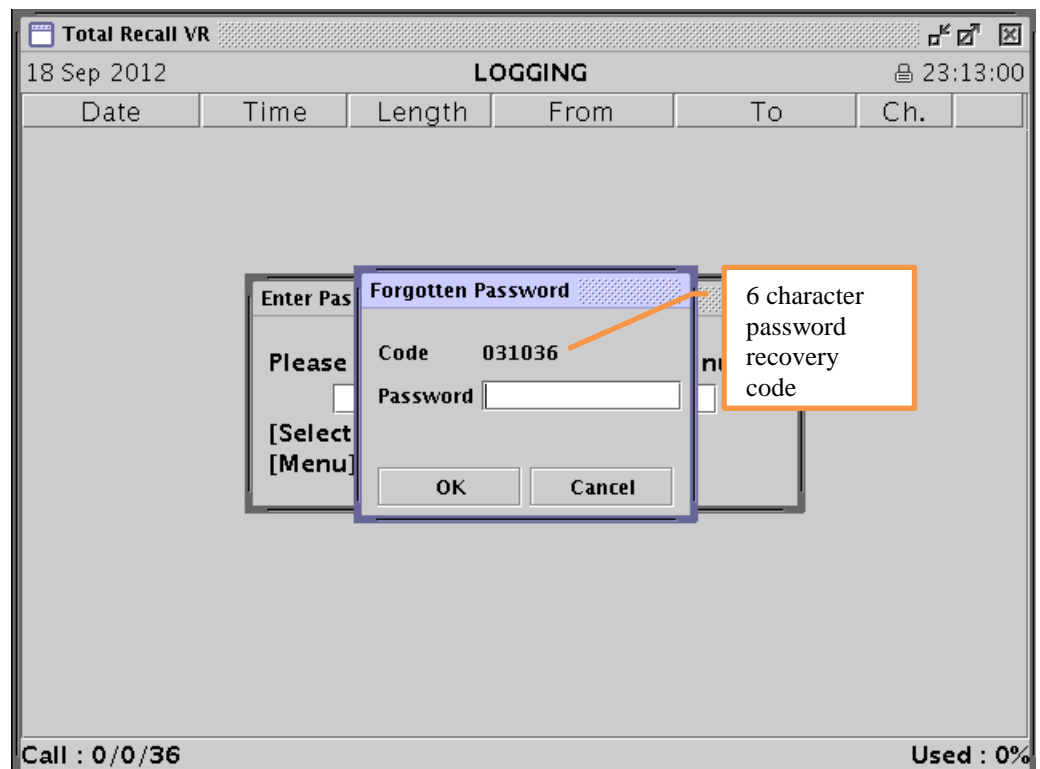 Total Recall VR
18 Sep 2012 LOGGING 23:13:00
Date Time Length From To Ch.
Enter Pas
Forgotten Password
6 character
password
recovery
code
Please
Code 031036
Password
[Select
[Menu]
OK Cancel
Call : 0/0/36 Used : 0%